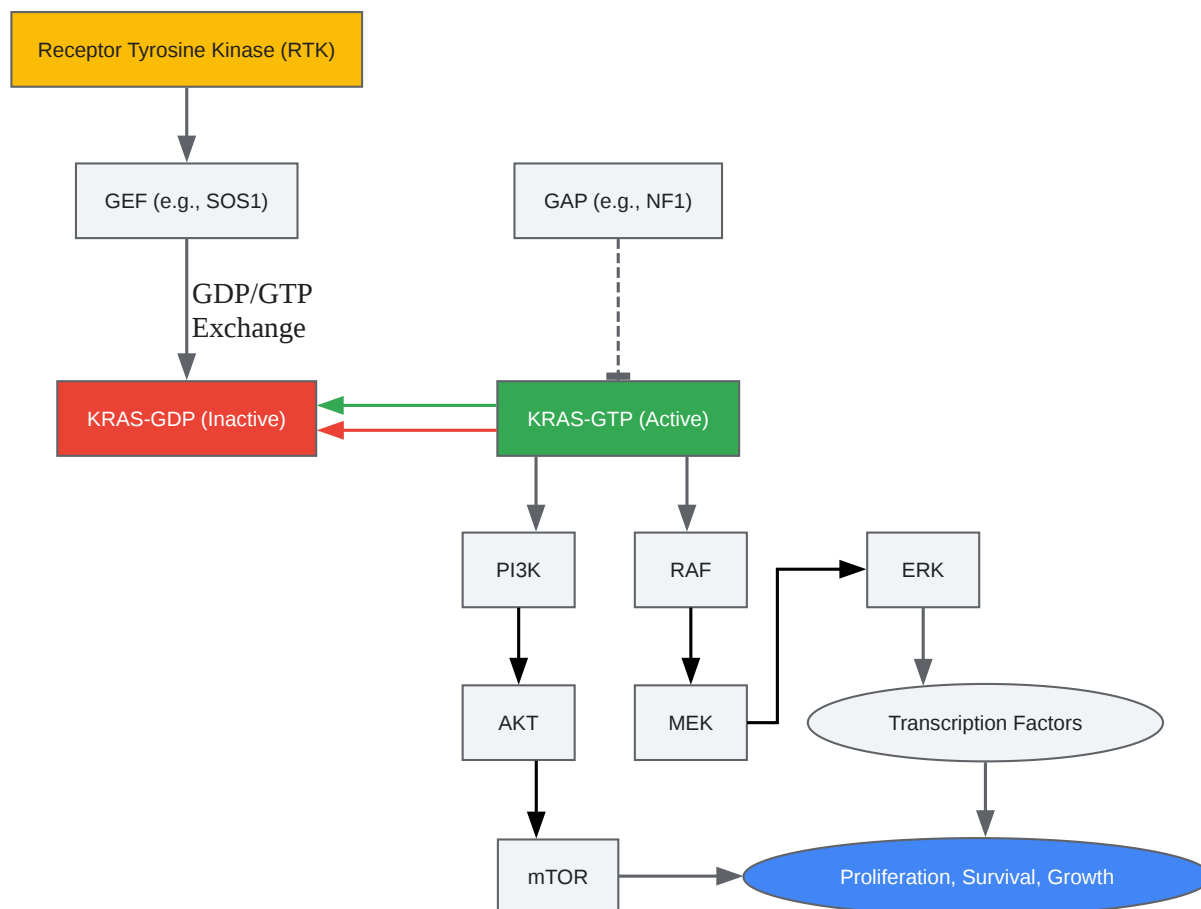 Receptor Tyrosine Kinase (RTK)
GEF (e.g., SOS1)
GAP (e.g., NF1)
GDP/GTP
Exchange
KRAS-GDP (Inactive)
KRAS-GTP (Active)
PI3K
RAF
ERK
AKT
MEK
Transcription Factors
mTOR
Proliferation, Survival, Growth